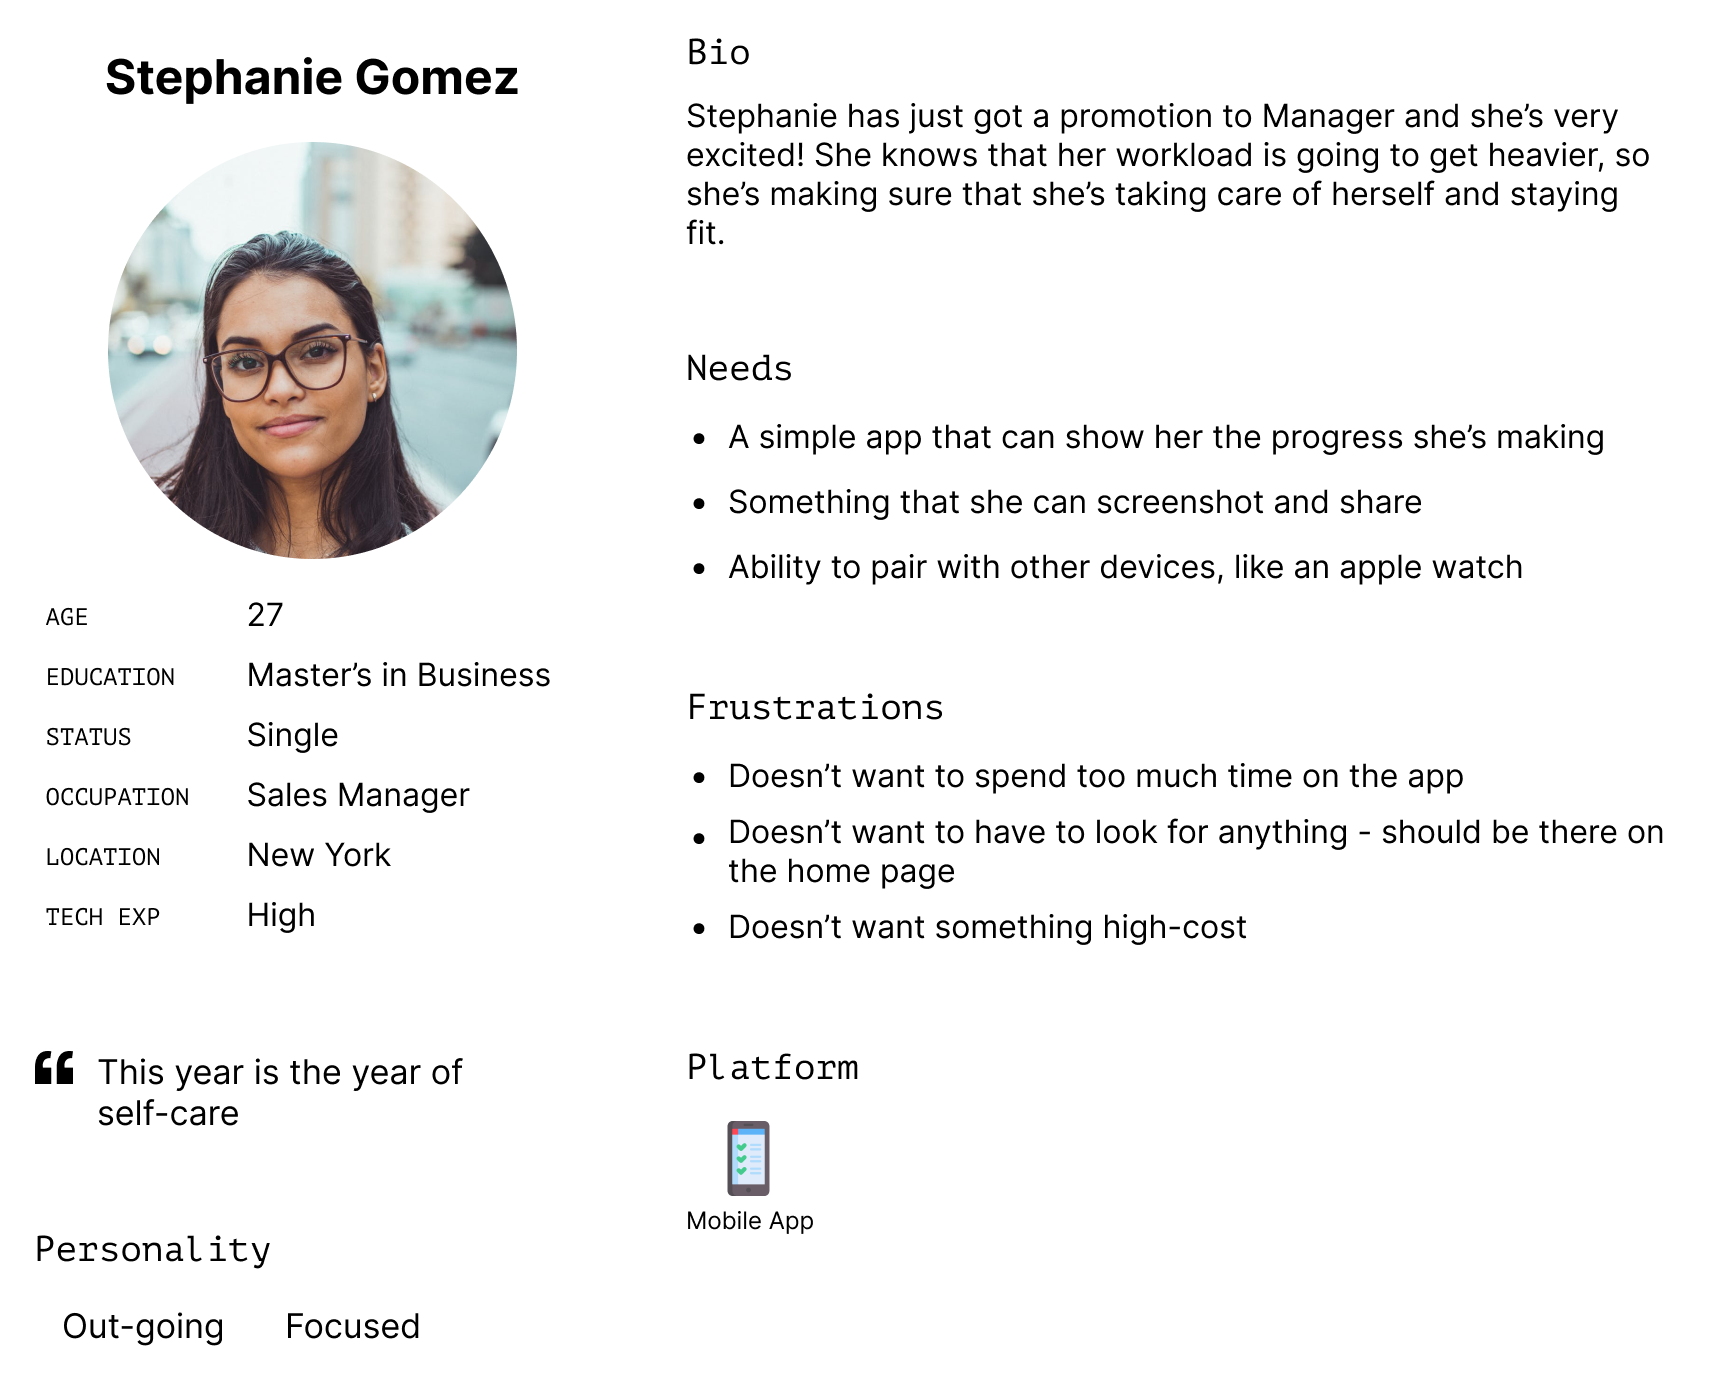 Stephanie Gomez
AGE 27
EDUCATION Master’s in Business
STATUS Single
OCCUPATION Sales Manager
LOCATION New York
TECH EXP High
“ This year is the year of
self-care
Personality
Out-going Focused
Bio
Stephanie has just got a promotion to Manager and she’s very
excited! She knows that her workload is going to get heavier, so
she’s making sure that she’s taking care of herself and staying
fit.
Needs
• A simple app that can show her the progress she’s making
• Something that she can screenshot and share
• Ability to pair with other devices, like an apple watch
Frustrations
• Doesn’t want to spend too much time on the app
• Doesn’t want to have to look for anything - should be there on
the home page
• Doesn’t want something high-cost
Platform
Mobile App